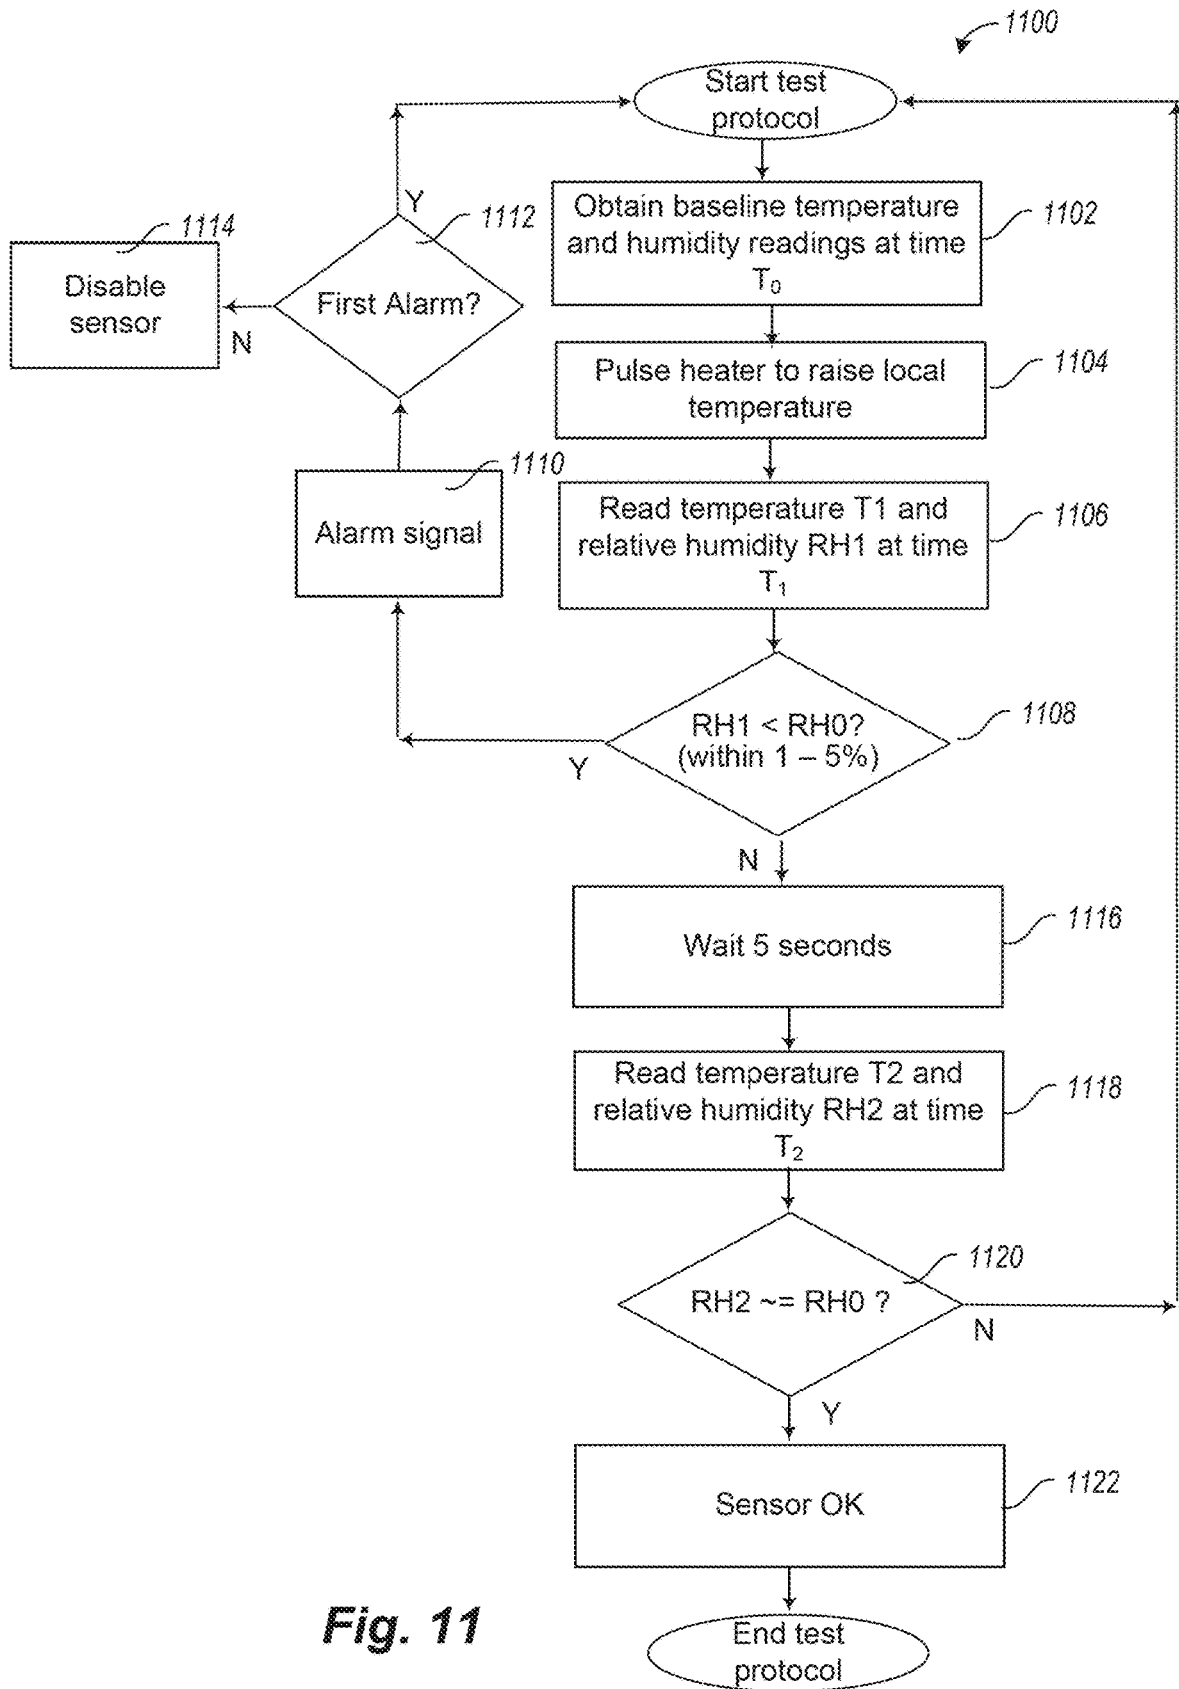 1100
Start test
protocol
Obtain baseline temperature
and humidity readings at time
T₀
1102
Pulse heater to raise local
temperature
1104
Read temperature T1 and
relative humidity RH1 at time
T₁
1106
RH1 < RH0?
(within 1 – 5%)
1108
Y
N
Alarm signal
1110
First Alarm?
1112
Y
N
Disable
sensor
1114
Wait 5 seconds
1116
Read temperature T2 and
relative humidity RH2 at time
T₂
1118
RH2 ~= RH0 ?
1120
N
Y
Sensor OK
1122
End test
protocol
Fig. 11